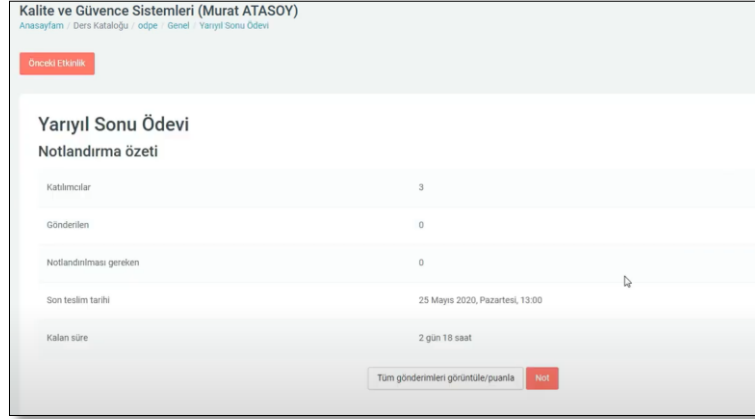 Kalite ve Güvence Sistemleri (Murat ATASOY)
Anasayfam / Ders Kataloğu / odpe / Genel / Yarıyıl Sonu Ödevi
Önceki Etkinlik
Yarıyıl Sonu Ödevi
Notlandırma özeti
Katılımcılar 3
Gönderilen 0
Notlandırılması gereken 0
Son teslim tarihi 25 Mayıs 2020, Pazartesi, 13:00
Kalan süre 2 gün 18 saat
Tüm gönderimleri görüntüle/puanla Not